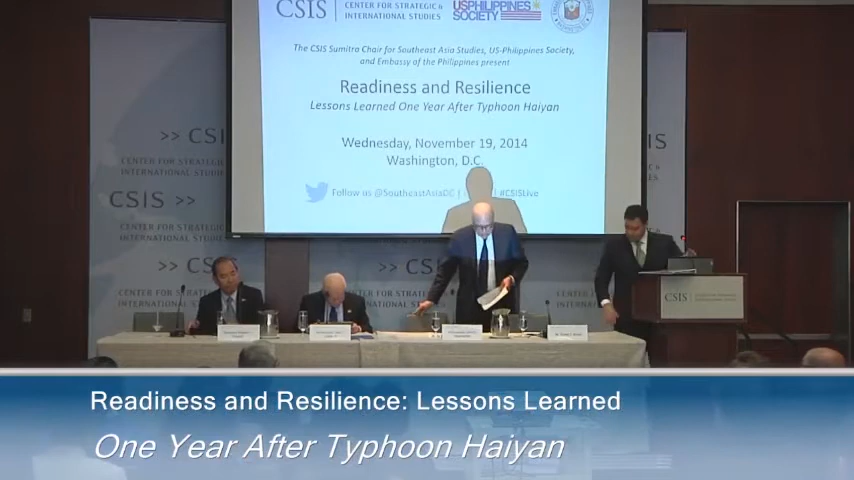 CSIS | CENTER FOR STRATEGIC &
INTERNATIONAL STUDIES
US PHILIPPINES
SOCIETY
The CSIS Sumitra Chair for Southeast Asia Studies, US-Philippines Society,
and Embassy of the Philippines present
Readiness and Resilience
Lessons Learned One Year After Typhoon Haiyan
Wednesday, November 19, 2014
Washington, D.C.
Follow us @SoutheastAsiaDC | #CSISLive
>> CSIS
CENTER FOR STRATEGIC
INTERNATIONAL STUDIES
CSIS >>
CENTER FOR STRATEGIC
INTERNATIONAL STUDIES
>> CSIS
CENTER FOR STRATEGIC
INTERNATIONAL
>> CSIS
CSIS
Readiness and Resilience: Lessons Learned
One Year After Typhoon Haiyan